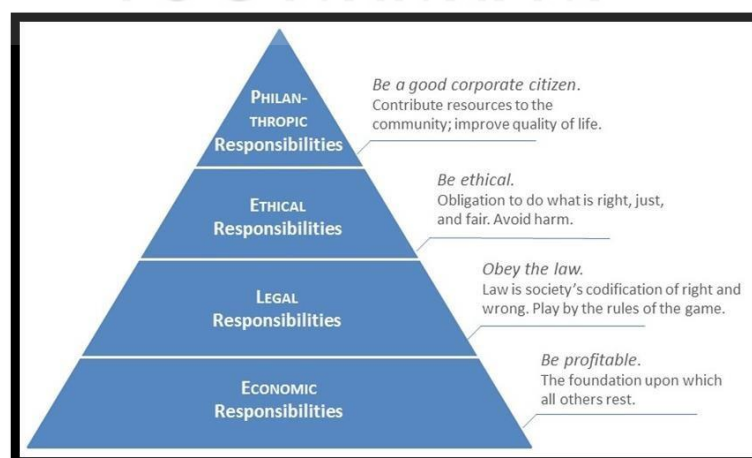 PHILAN-
THROPIC
Responsibilities
Be a good corporate citizen.
Contribute resources to the
community; improve quality of life.
ETHICAL
Responsibilities
Be ethical.
Obligation to do what is right, just,
and fair. Avoid harm.
LEGAL
Responsibilities
Obey the law.
Law is society's codification of right and
wrong. Play by the rules of the game.
ECONOMIC
Responsibilities
Be profitable.
The foundation upon which
all others rest.